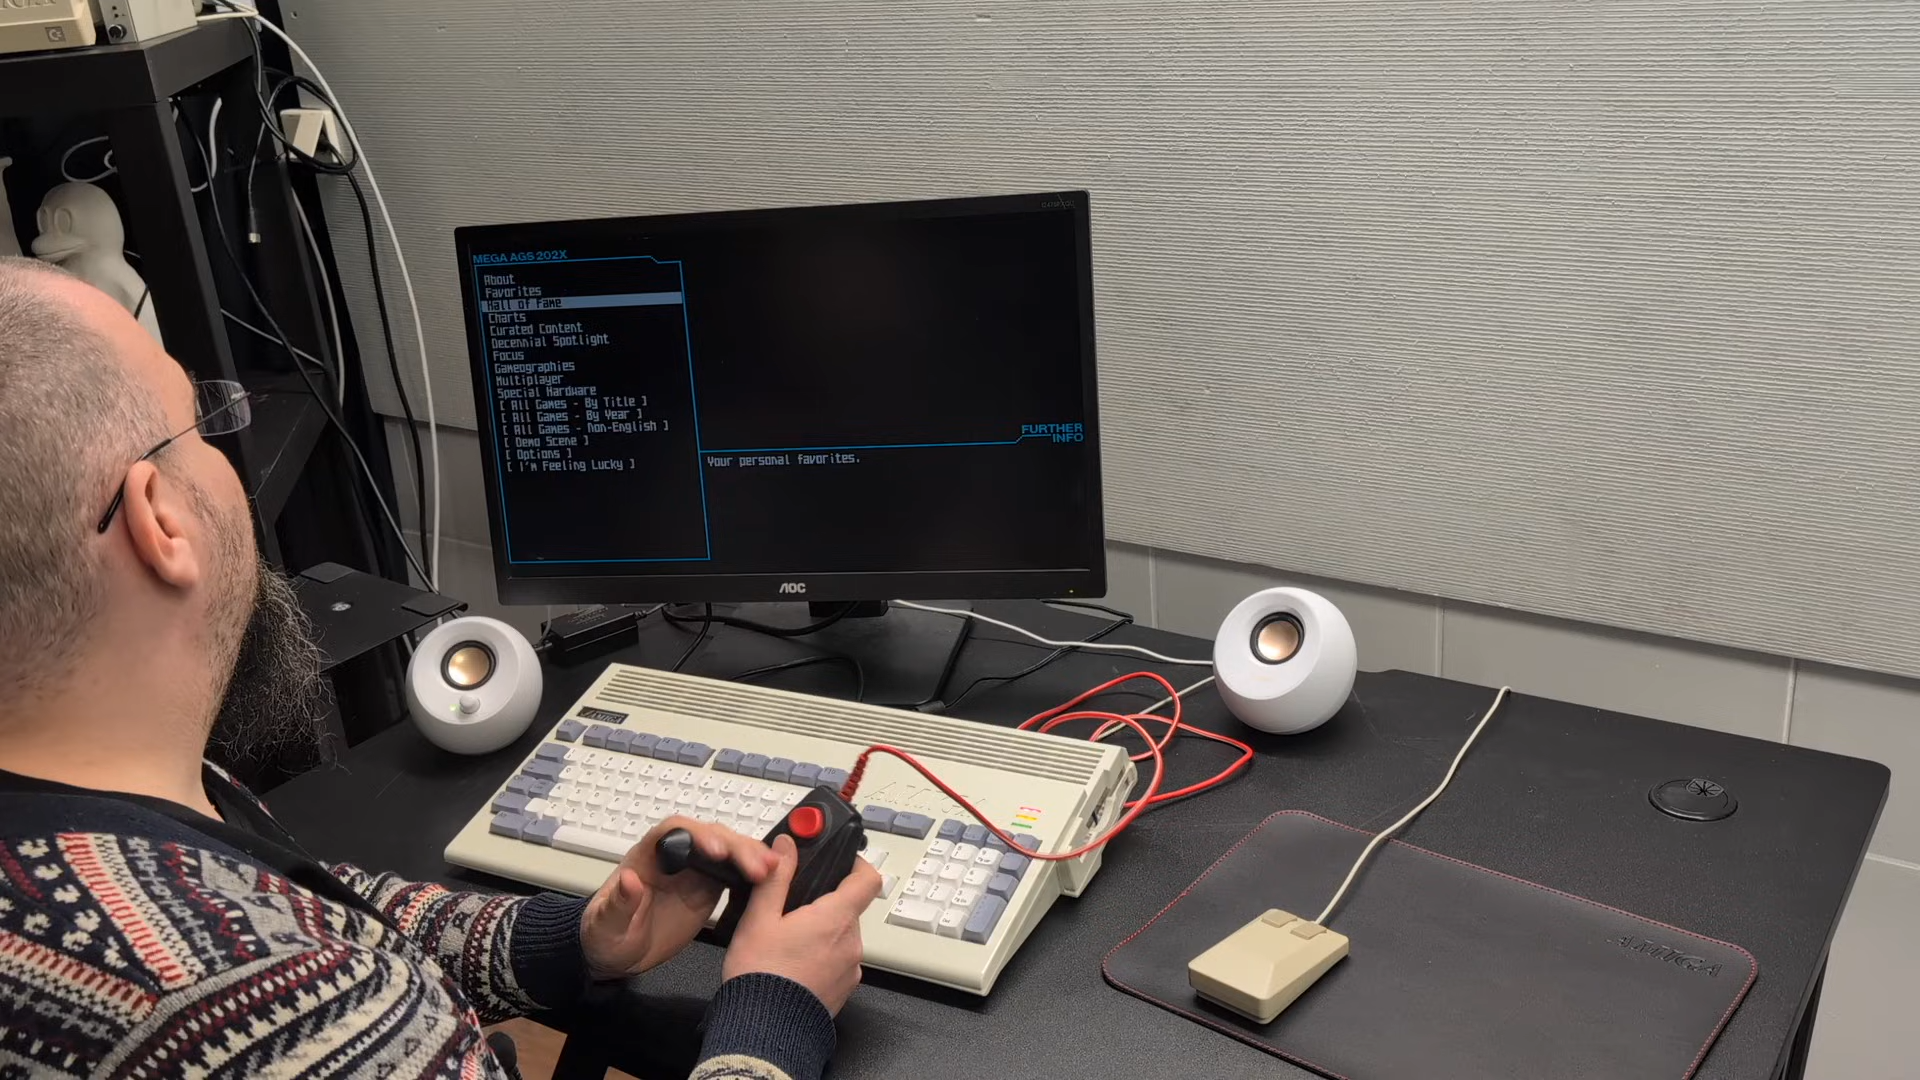 MEGA AGS 202X
About
Favorites
Hall of Fame
Charts
Curated Content
Decennial Spotlight
Focus
Gameographies
Multiplayer
Special Hardware
[ All Games - By Title ]
[ All Games - By Year ]
[ All Games - Non-English ]
[ Demo Scene ]
[ Options ]
[ I'm Feeling Lucky ]
FURTHER
INFO
Your personal favorites.
AOC
AMIGA
AMIGA
AMIGA